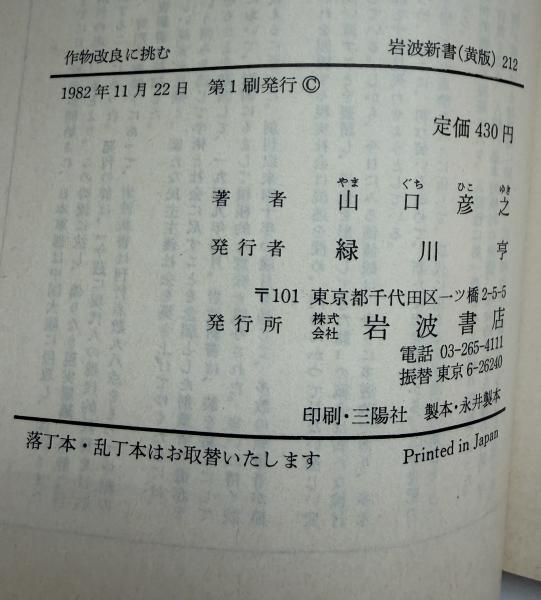 作物改良に挑む 岩波新書(黄版) 212
1982年11月22日 第1刷発行 ©
定価 430円
やま ぐち ひこ ゆき
著者 山口彦之
発行者 緑川亨
〒101 東京都千代田区一ツ橋 2-5-5
発行所 株式会社 岩波書店
電話 03-265-4111
振替 東京 6-26240
印刷・三陽社 製本・永井製本
落丁本・乱丁本はお取替いたします Printed in Japan